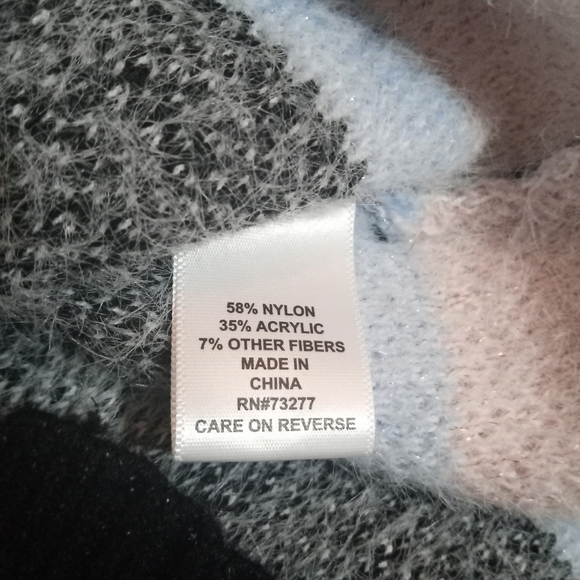 58% NYLON
35% ACRYLIC
7% OTHER FIBERS
MADE IN
CHINA
RN#73277
CARE ON REVERSE